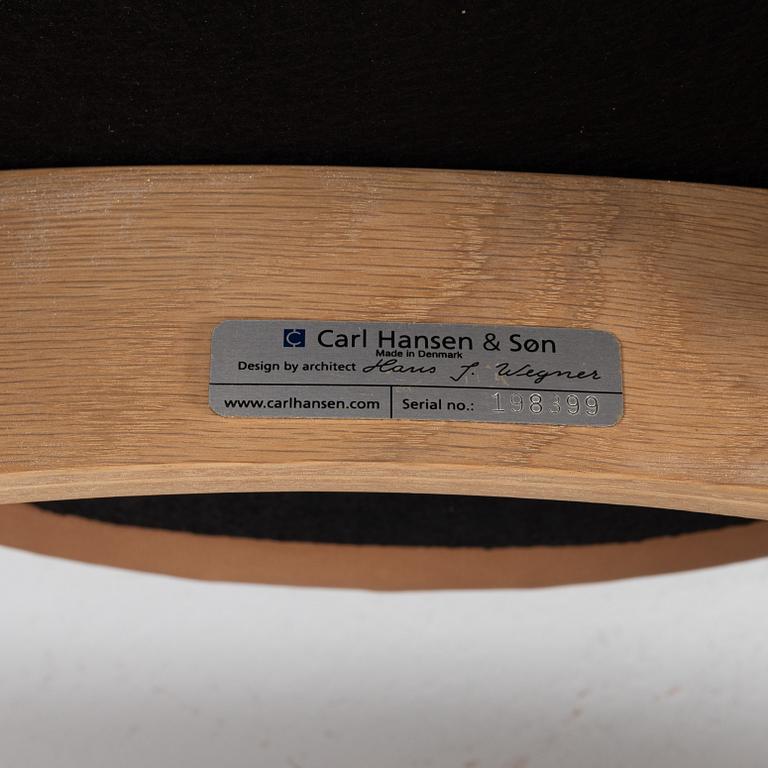 Carl Hansen & Søn
Made in Denmark
Design by architect Hans J. Wegner
www.carlhansen.com
Serial no.: 198399